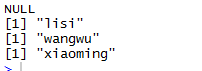 NULL
[1] "lisi"
[1] "wangwu"
[1] "xiaoming"
>